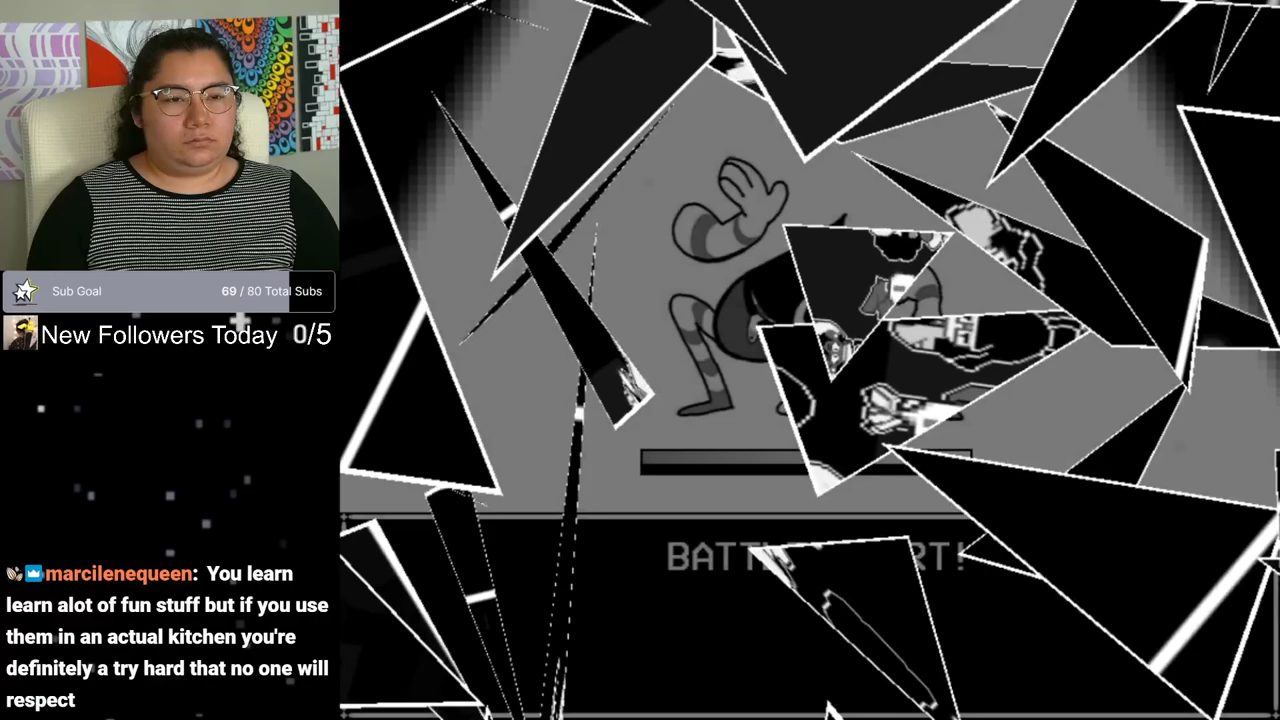 Sub Goal 69 / 80 Total Subs
New Followers Today 0/5
marcilenequeen: You learn
learn alot of fun stuff but if you use
them in an actual kitchen you're
definitely a try hard that no one will
respect